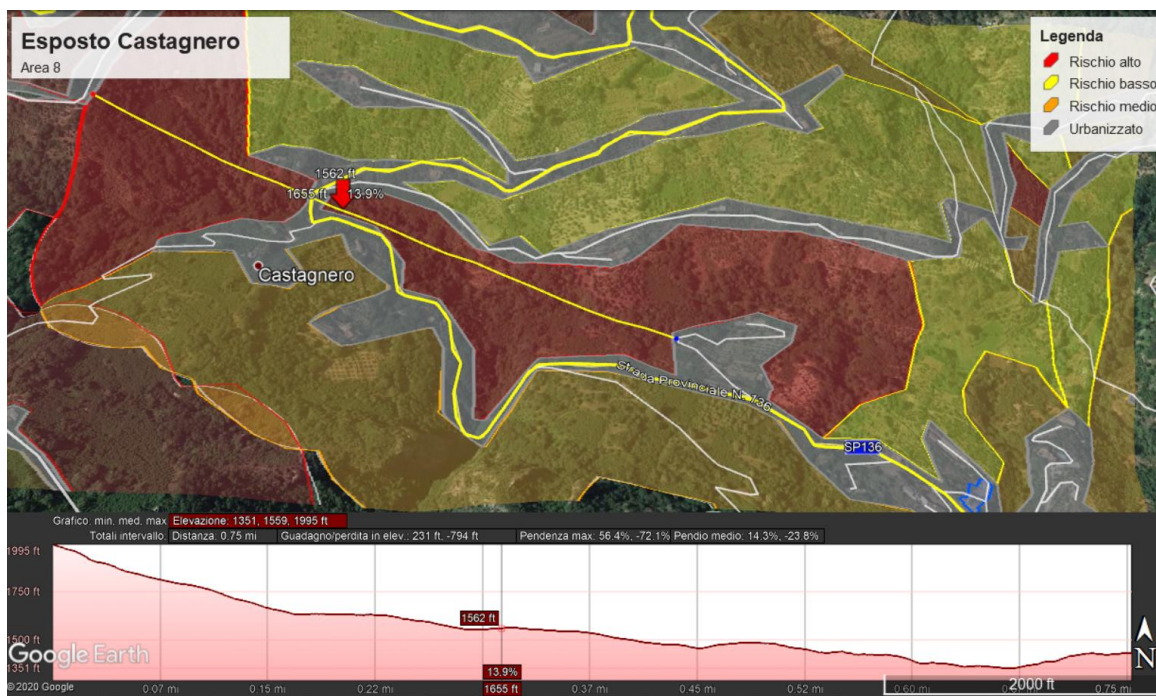 Esposto Castagnero
Area 8
Legenda
Rischio alto
Rischio basso
Rischio medio
Urbanizzato
1562 ft
1655 ft 13.9%
Castagnero
Strada Provinciale N. 136
SP136
Grafico: min. med. max Elevazione: 1351, 1559, 1995 ft
Totali intervallo: Distanza: 0.75 mi Guadagno/perdita in elev.: 231 ft, -794 ft Pendenza max: 56.4%, -72.1% Pendio medio: 14.3%, -23.8%
1995 ft
1750 ft
1562 ft
1500 ft
1351 ft
Google Earth
N
13.9%
© 2020 Google
0.07 mi 0.15 mi 0.22 mi 1655 ft 0.37 mi 0.45 mi 0.52 mi 0.60 mi 0.75 mi
2000 ft